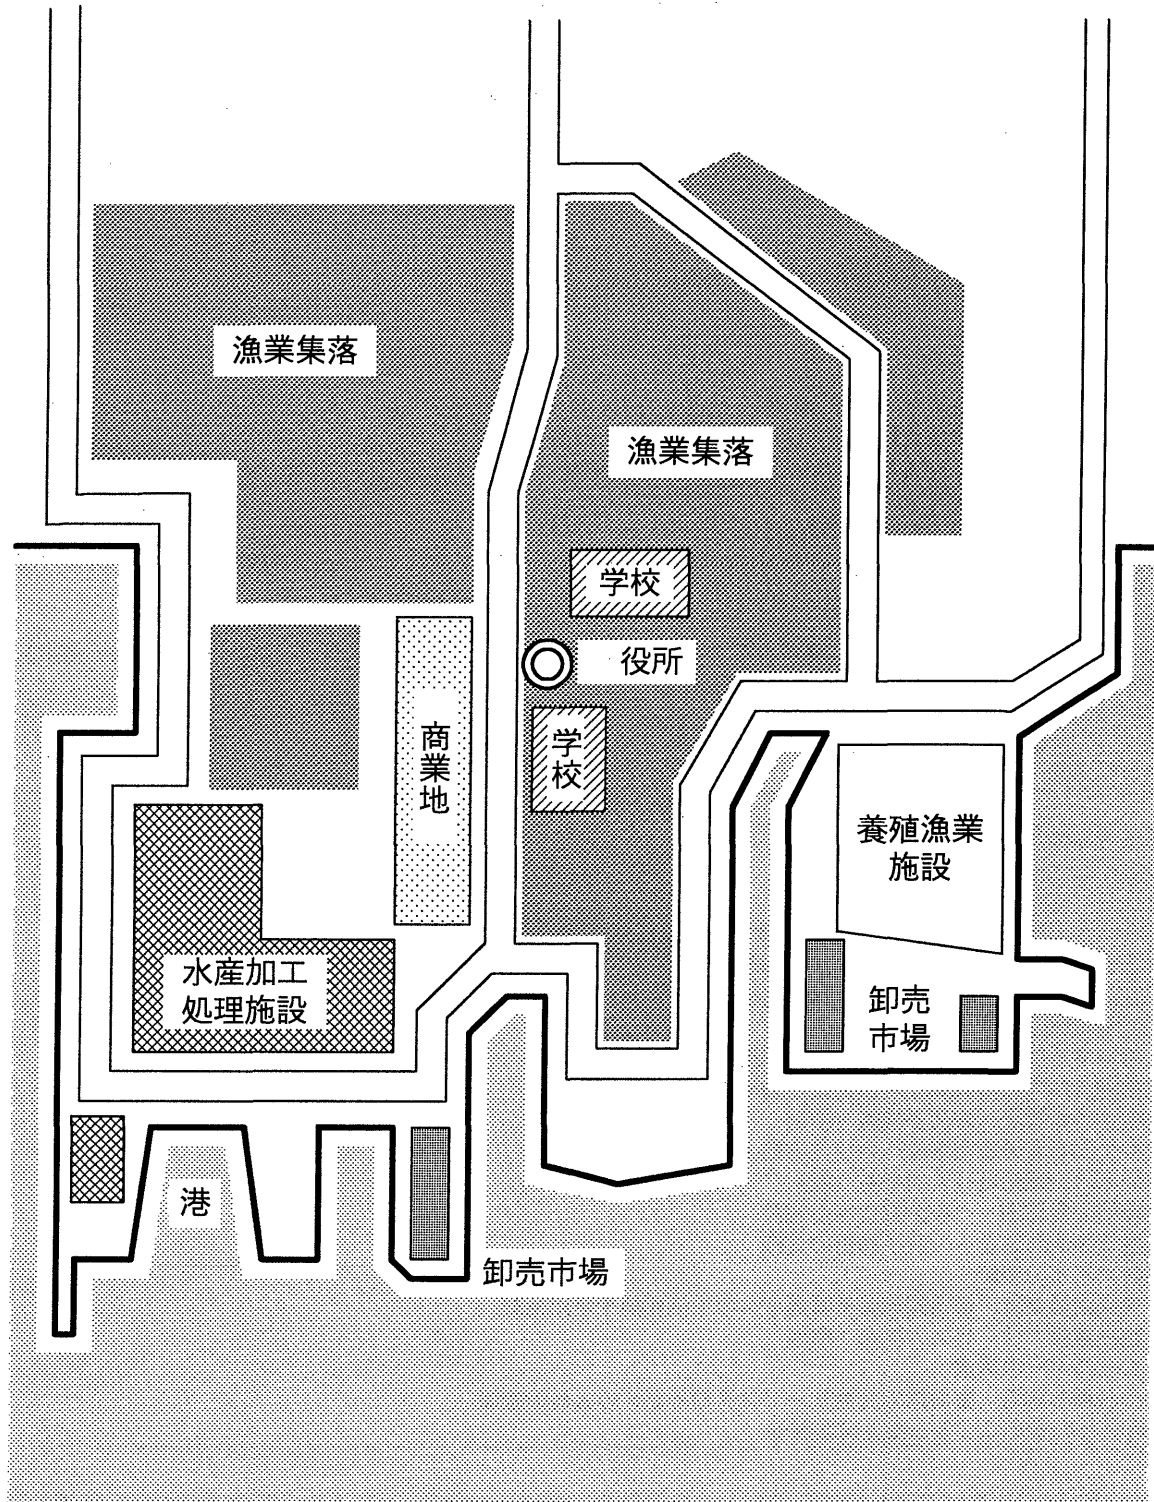 漁業集落
漁業集落
学校
役所
商業地
学校
養殖漁業
施設
水産加工
処理施設
卸売
市場
港
卸売市場